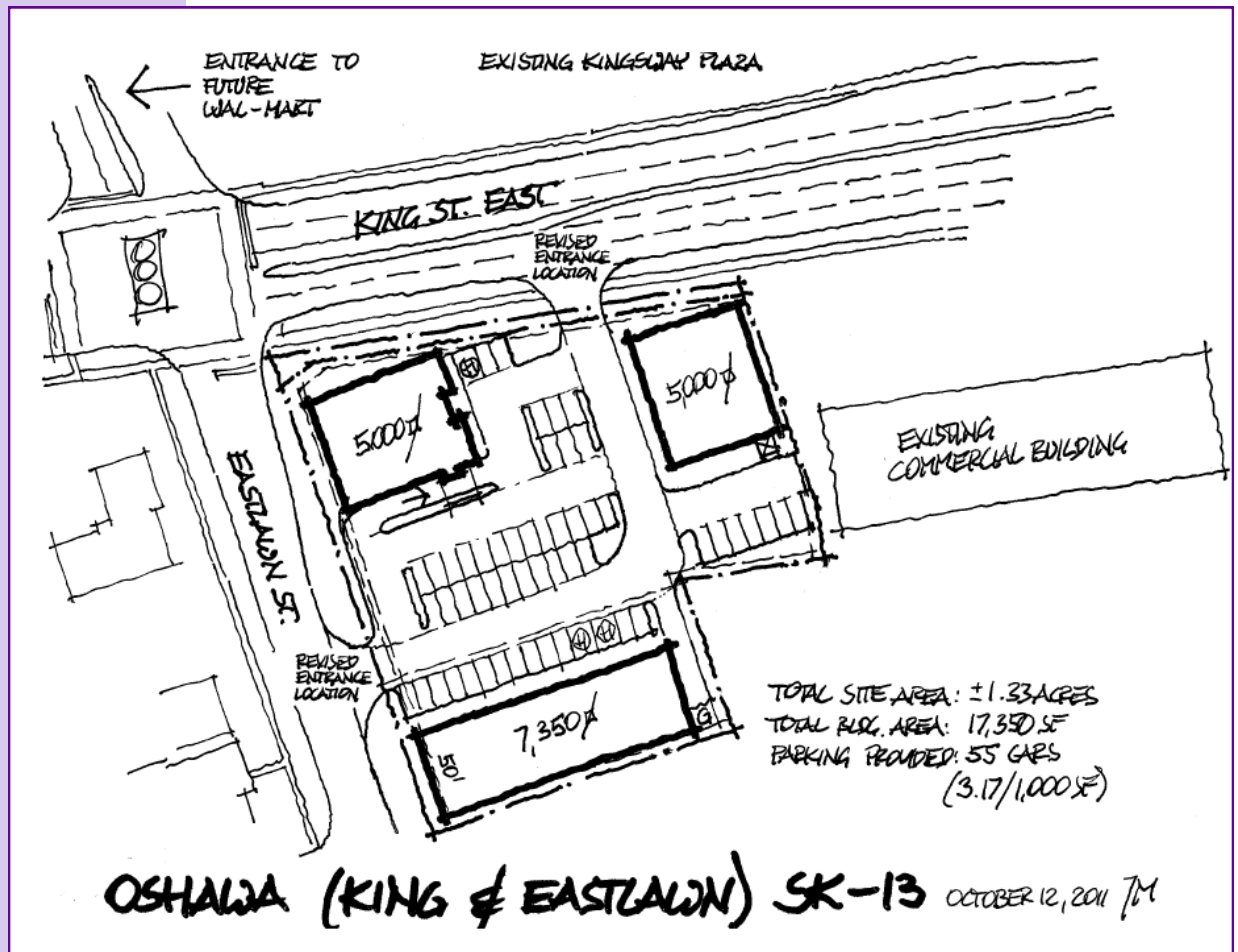 ENTRANCE TO
FUTURE
WAL-MART
EXISTING KINGSWAY PLAZA
KING ST. EAST
REVISED
ENTRANCE
LOCATION
5,000
5,000
EXISTING
COMMERCIAL BUILDING
EASTLAWN ST.
REVISED
ENTRANCE
LOCATION
H
H H
7,350
50'
G
TOTAL SITE AREA: ±1.33 ACRES
TOTAL BLDG. AREA: 17,350 SF
PARKING PROVIDED: 55 CARS
(3.17/1,000 SF)
OSHAWA (KING & EASTLAWN) SK-13 OCTOBER 12, 2011